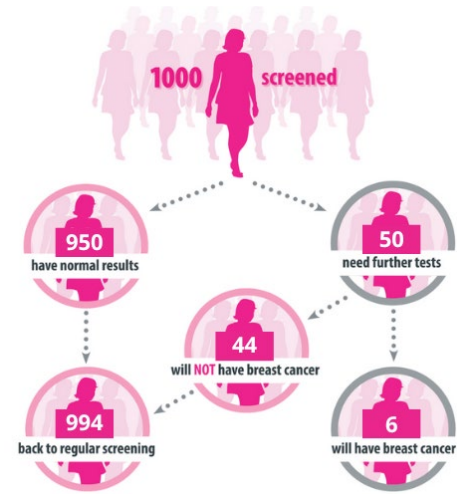 1000 screened
950
have normal results
50
need further tests
44
will NOT have breast cancer
994
back to regular screening
6
will have breast cancer